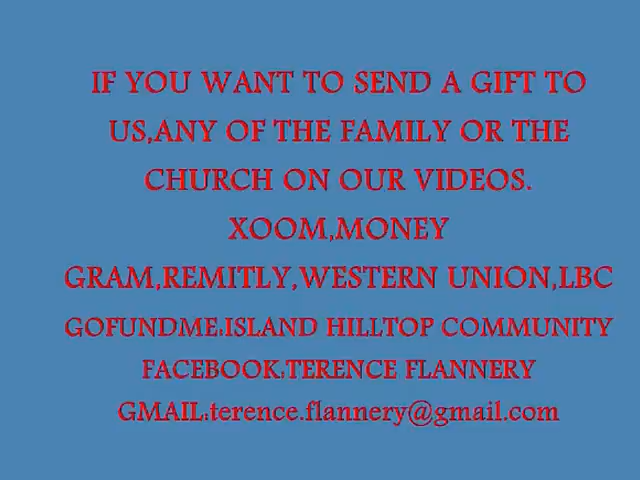 IF YOU WANT TO SEND A GIFT TO
US,ANY OF THE FAMILY OR THE
CHURCH ON OUR VIDEOS.
XOOM,MONEY
GRAM,REMITLY,WESTERN UNION,LBC
GOFUNDME:ISLAND HILLTOP COMMUNITY
FACEBOOK:TERENCE FLANNERY
GMAIL:terence.flannery@gmail.com